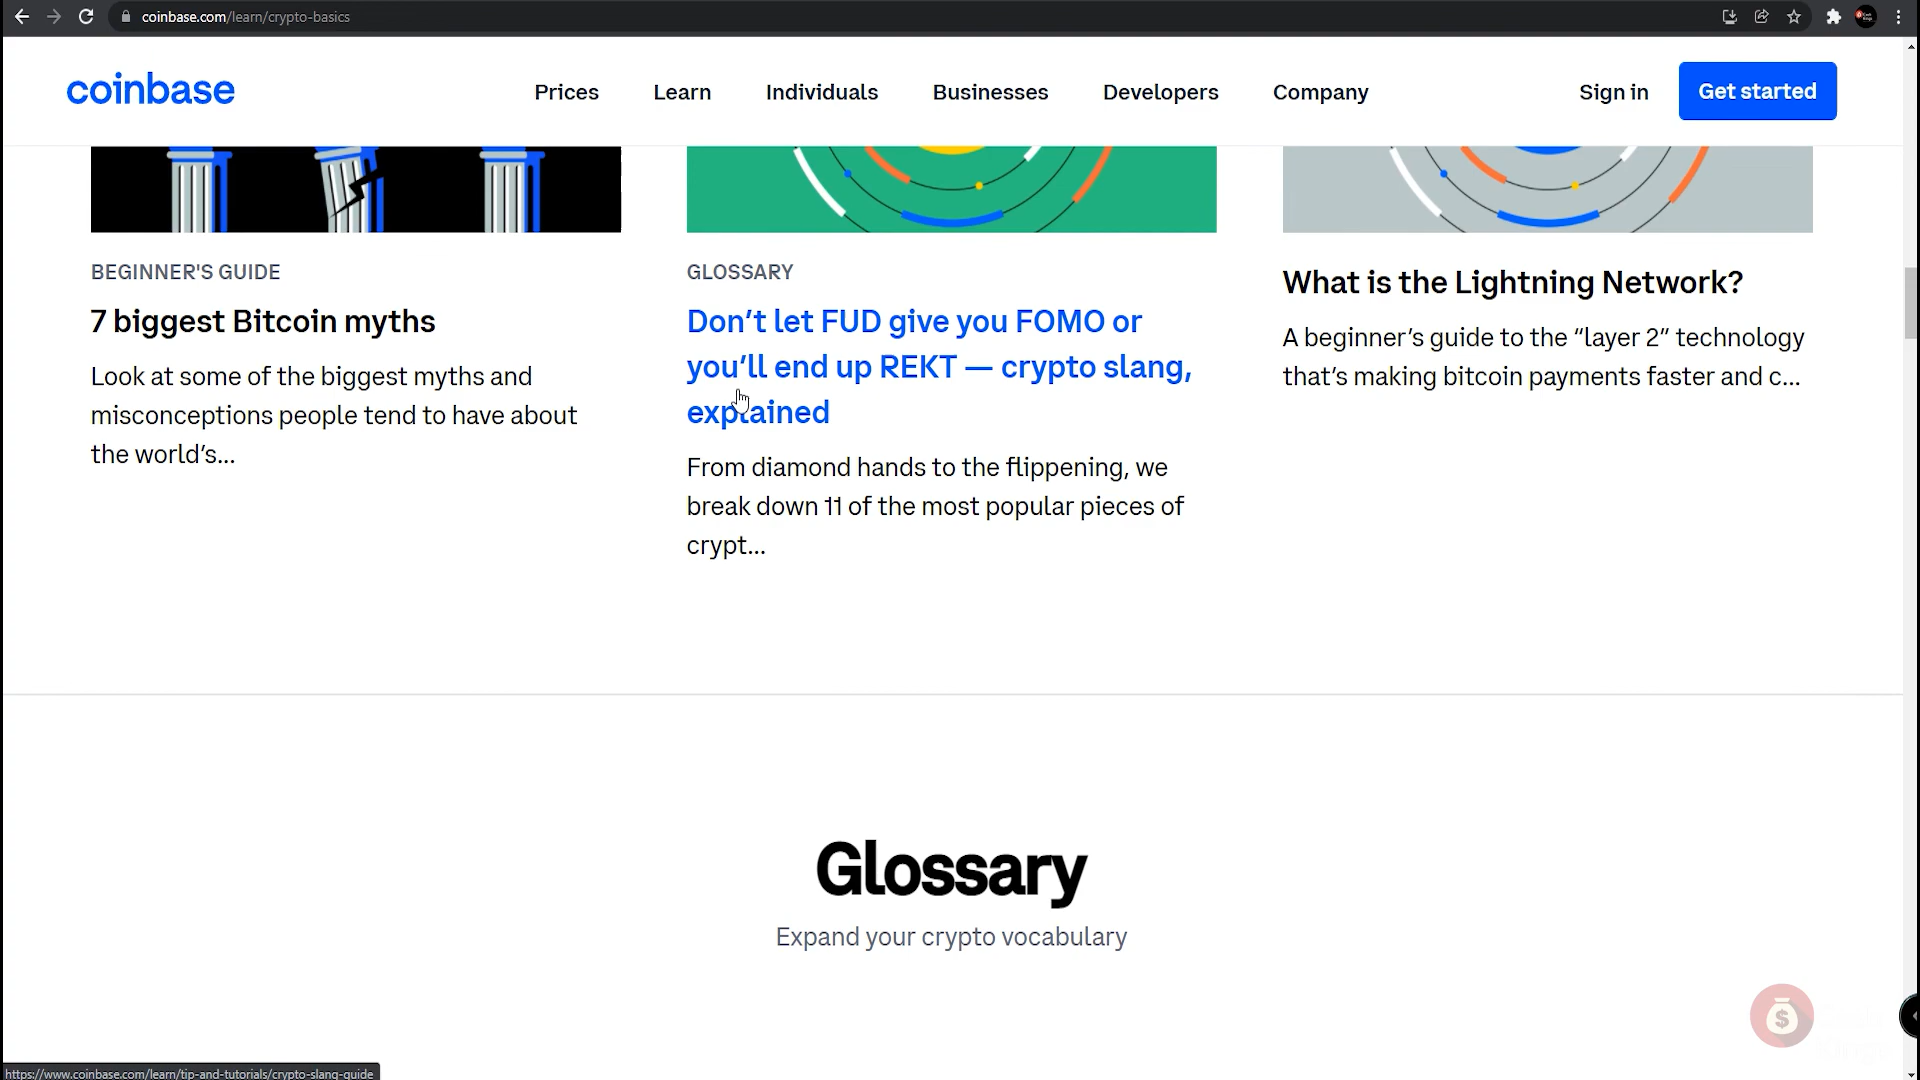 coinbase.com/learn/crypto-basics
coinbase
Prices
Learn
Individuals
Businesses
Developers
Company
Sign in
Get started
BEGINNER'S GUIDE
7 biggest Bitcoin myths
Look at some of the biggest myths and
misconceptions people tend to have about
the world’s...
GLOSSARY
Don’t let FUD give you FOMO or
you’ll end up REKT — crypto slang,
explained
From diamond hands to the flippening, we
break down 11 of the most popular pieces of
crypt...
What is the Lightning Network?
A beginner’s guide to the “layer 2” technology
that’s making bitcoin payments faster and c...
Glossary
Expand your crypto vocabulary
$
https://www.coinbase.com/learn/tip-and-tutorials/crypto-slang-guide